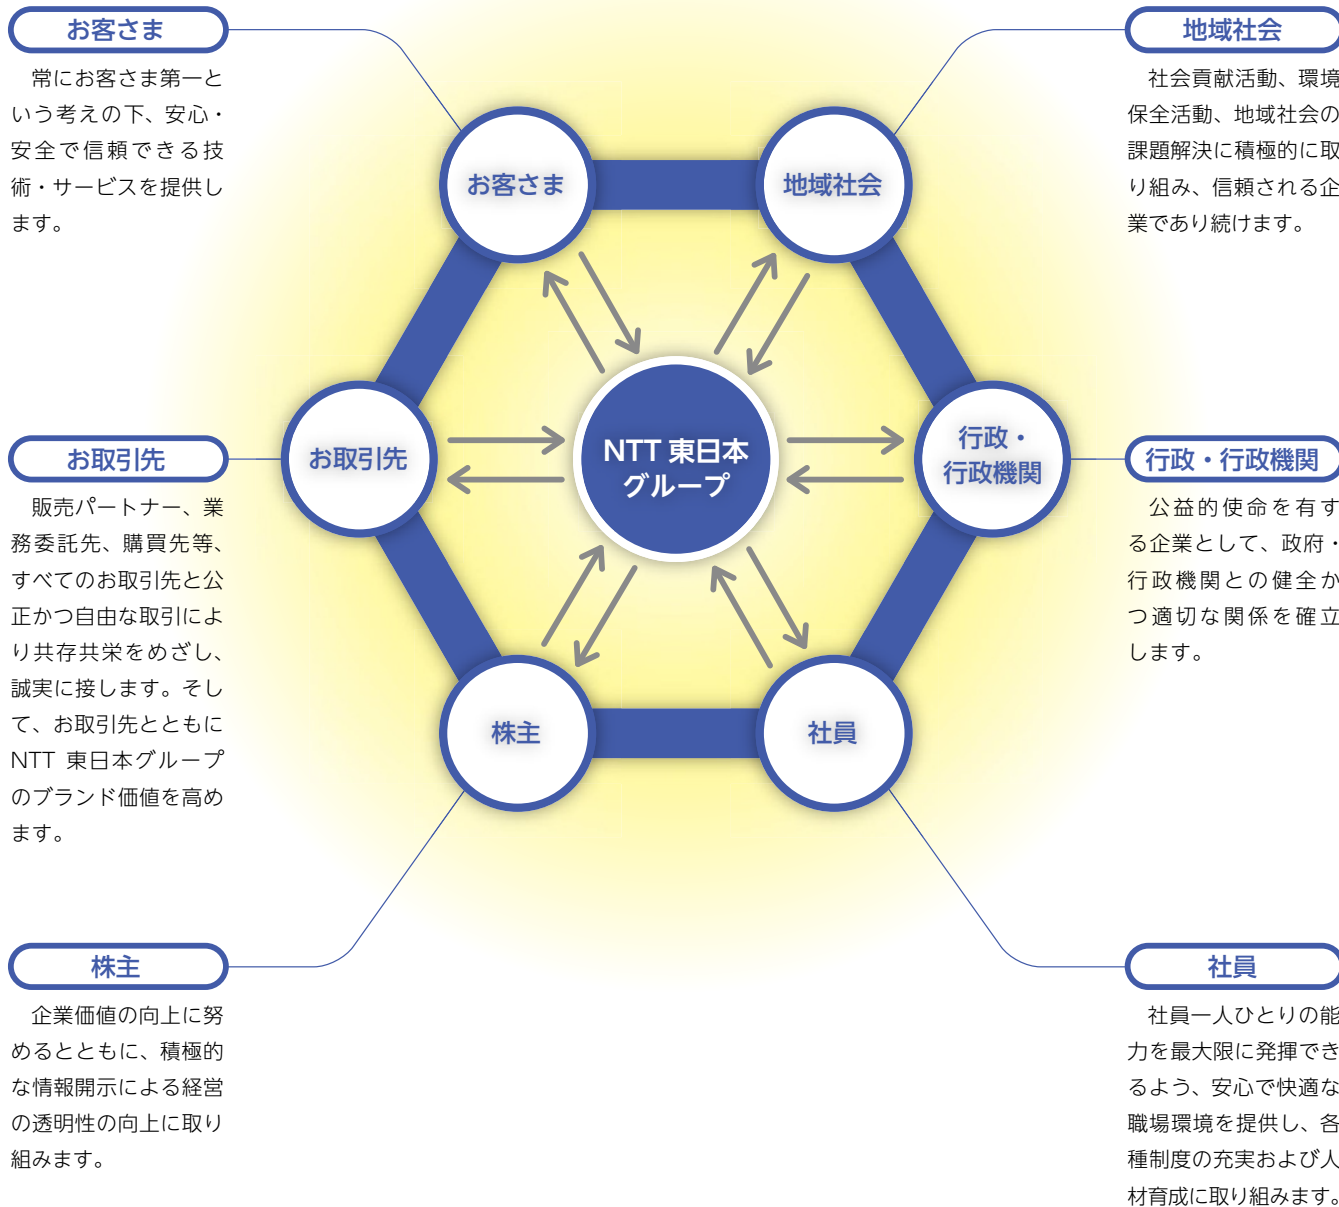 お客さま
常にお客さま第一と
いう考えの下、安心・
安全で信頼できる技
術・サービスを提供し
ます。
地域社会
社会貢献活動、環境
保全活動、地域社会の
課題解決に積極的に取
り組み、信頼される企
業であり続けます。
お客さま
地域社会
お取引先
NTT 東日本
グループ
行政・
行政機関
株主
社員
お取引先
販売パートナー、業
務委託先、購買先等、
すべてのお取引先と公
正かつ自由な取引によ
り共存共栄をめざし、
誠実に接します。そし
て、お取引先とともに
NTT 東日本グループ
のブランド価値を高め
ます。
行政・行政機関
公益的使命を有す
る企業として、政府・
行政機関との健全か
つ適切な関係を確立
します。
株主
企業価値の向上に努
めるとともに、積極的
な情報開示による経営
の透明性の向上に取り
組みます。
社員
社員一人ひとりの能
力を最大限に発揮でき
るよう、安心で快適な
職場環境を提供し、各
種制度の充実および人
材育成に取り組みます。